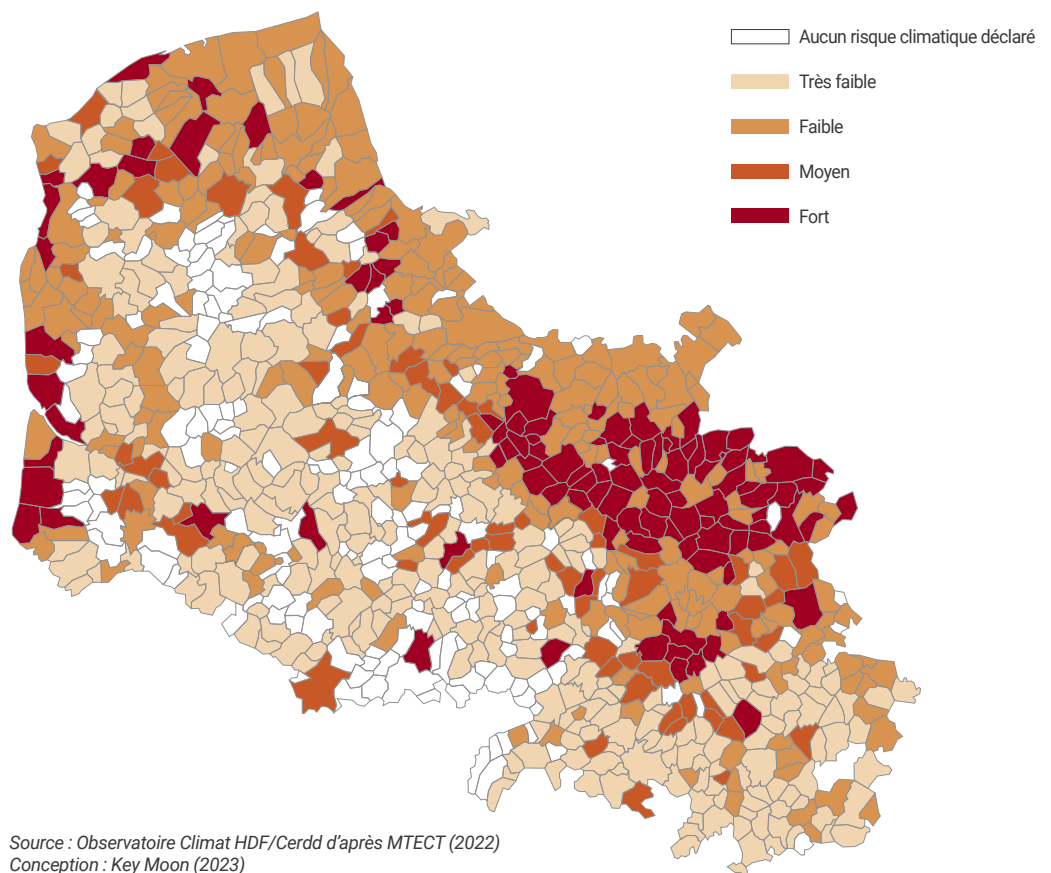 Aucun risque climatique déclaré
Très faible
Faible
Moyen
Fort
Source : Observatoire Climat HDF/Cerdd d'après MTECT (2022)
Conception : Key Moon (2023)